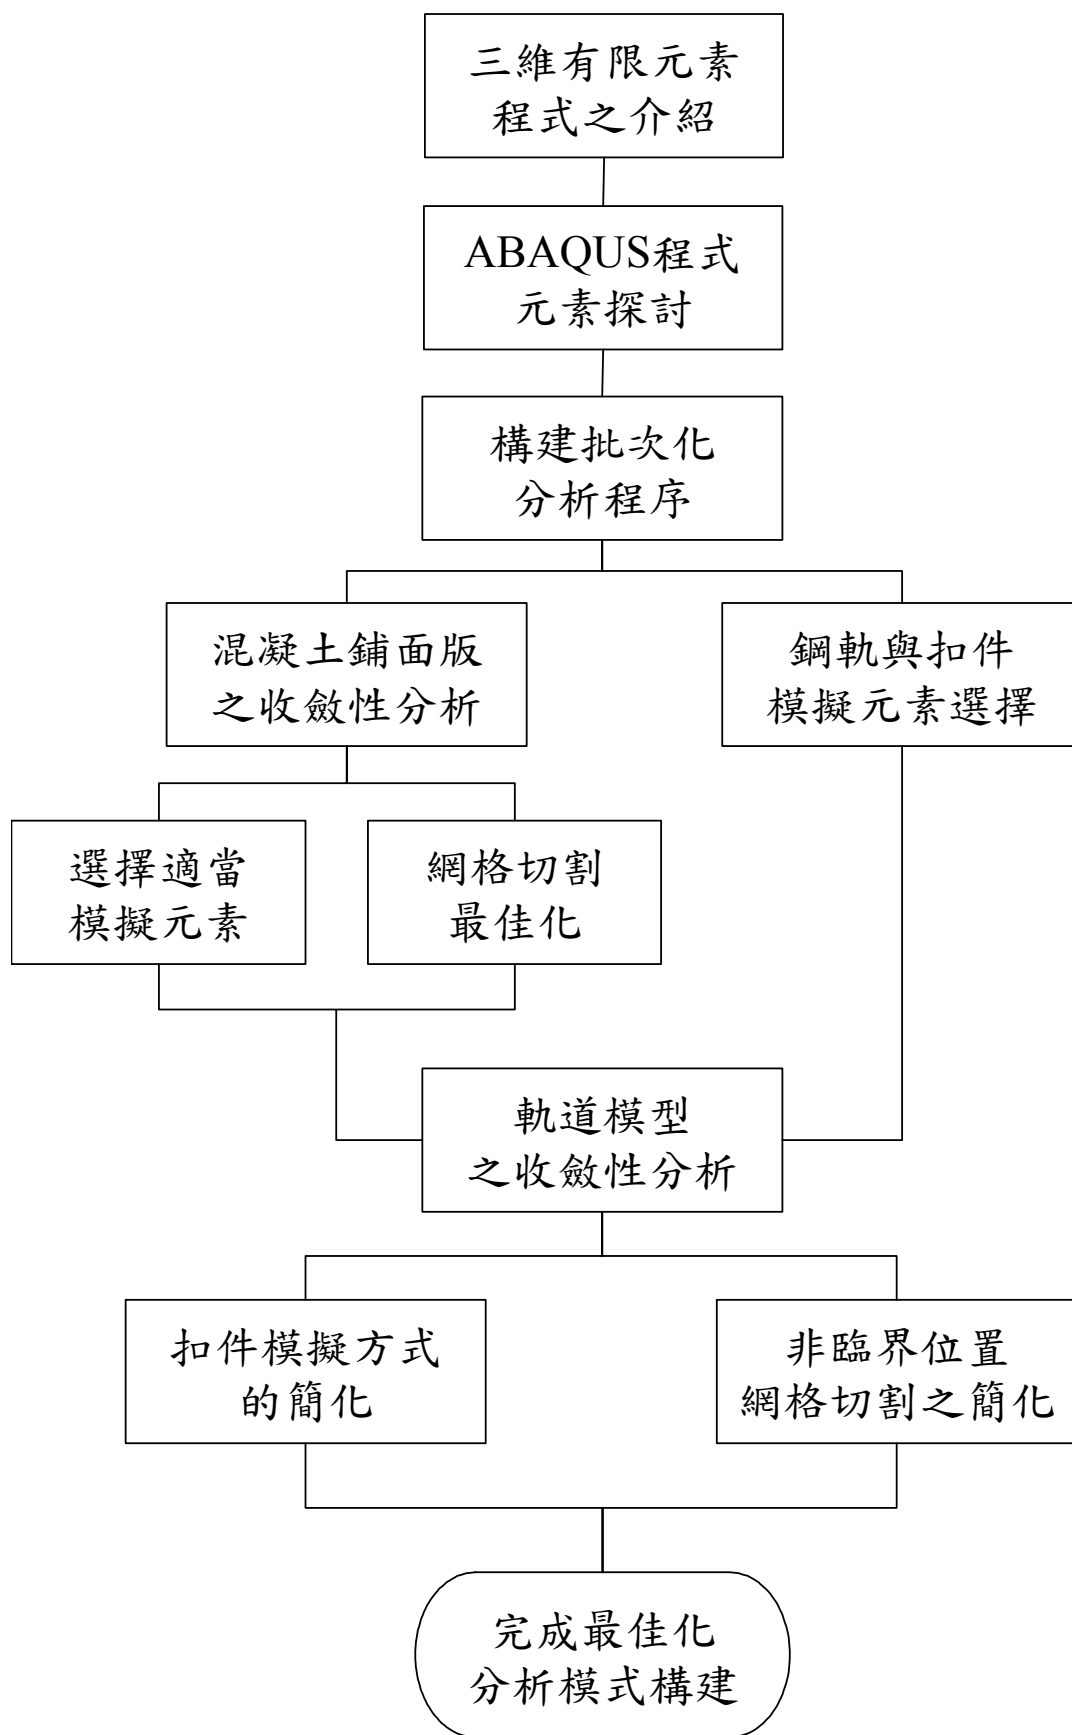 三維有限元素
程式之介紹
ABAQUS程式
元素探討
構建批次化
分析程序
混凝土鋪面版
之收斂性分析
鋼軌與扣件
模擬元素選擇
選擇適當
模擬元素
網格切割
最佳化
軌道模型
之收斂性分析
扣件模擬方式
的簡化
非臨界位置
網格切割之簡化
完成最佳化
分析模式構建